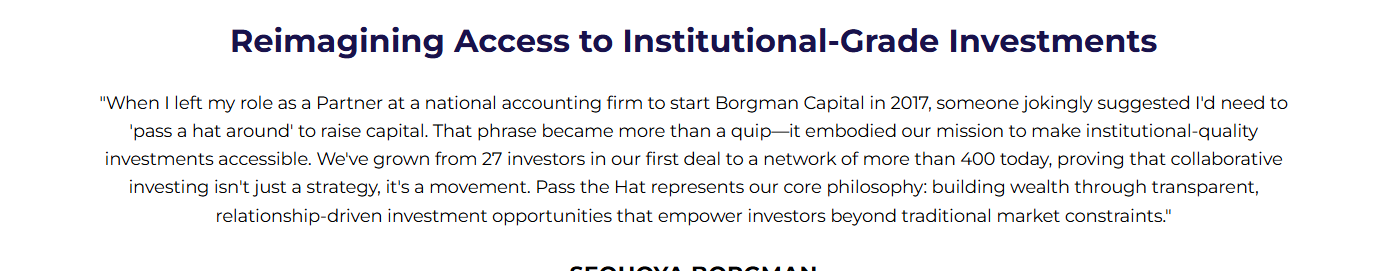 Reimagining Access to Institutional-Grade Investments
"When I left my role as a Partner at a national accounting firm to start Borgman Capital in 2017, someone jokingly suggested I'd need to
'pass a hat around' to raise capital. That phrase became more than a quip—it embodied our mission to make institutional-quality
investments accessible. We've grown from 27 investors in our first deal to a network of more than 400 today, proving that collaborative
investing isn't just a strategy, it's a movement. Pass the Hat represents our core philosophy: building wealth through transparent,
relationship-driven investment opportunities that empower investors beyond traditional market constraints."
SEQUOYA BORGMAN